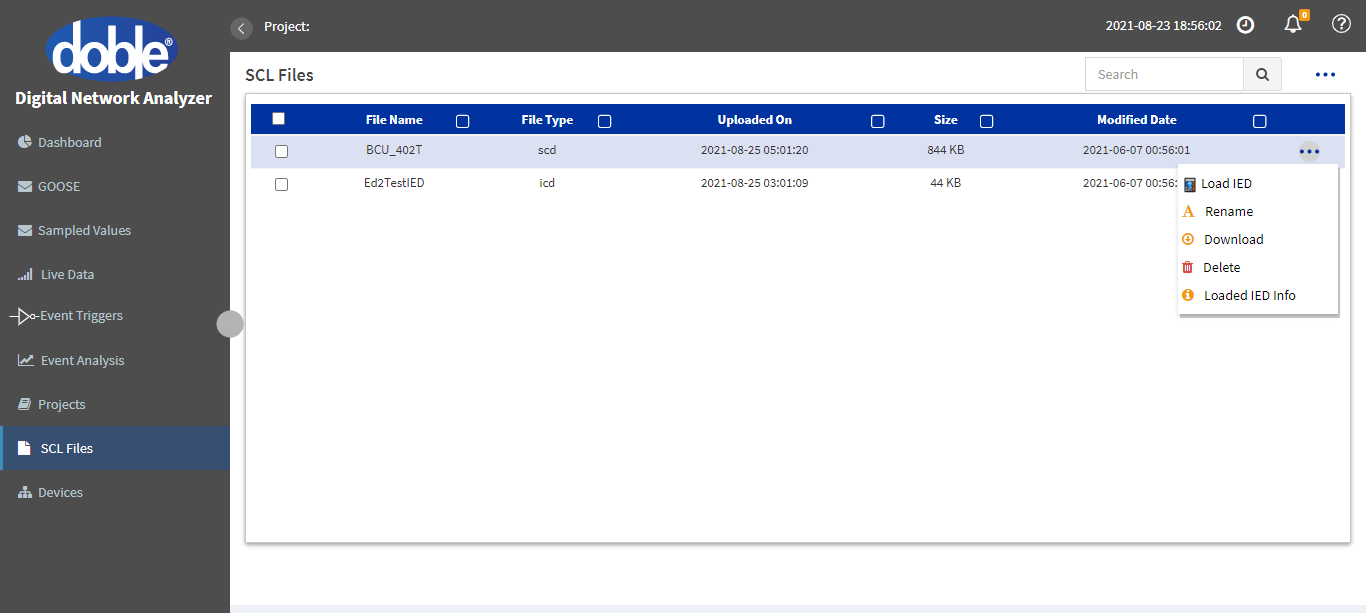 doble®
Digital Network Analyzer
Dashboard
GOOSE
Sampled Values
Live Data
Event Triggers
Event Analysis
Projects
SCL Files
Devices
Project:
2021-08-23 18:56:02
0
SCL Files
Search
File Name File Type Uploaded On Size Modified Date
BCU_402T scd 2021-08-25 05:01:20 844 KB 2021-06-07 00:56:01
Ed2TestIED icd 2021-08-25 03:01:09 44 KB 2021-06-07 00:56:
Load IED
Rename
Download
Delete
Loaded IED Info